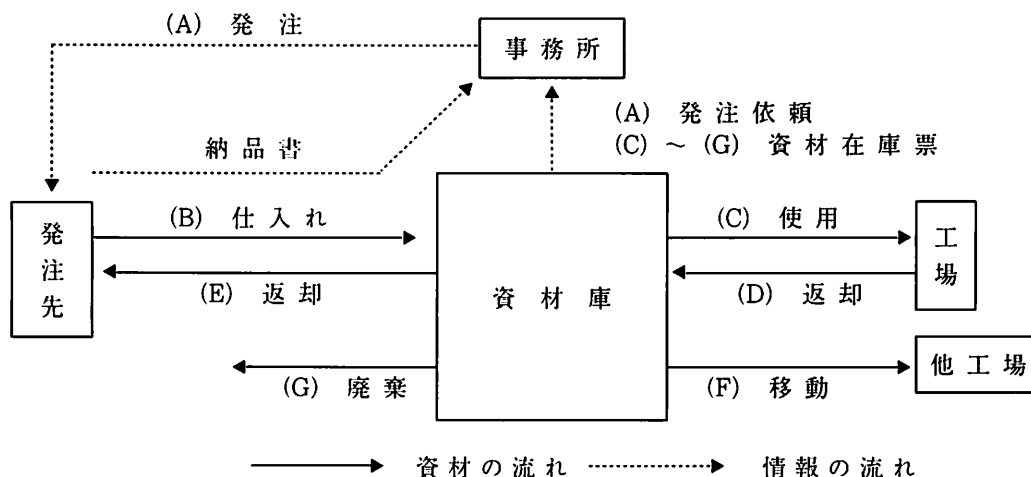 (A) 発注
事務所
(A) 発注依頼
(C) ～ (G) 資材在庫票
納品書
発注先
(B) 仕入れ
(E) 返却
(G) 廃棄
資材庫
(C) 使用
(D) 返却
(F) 移動
工場
他工場
資材の流れ
情報の流れ